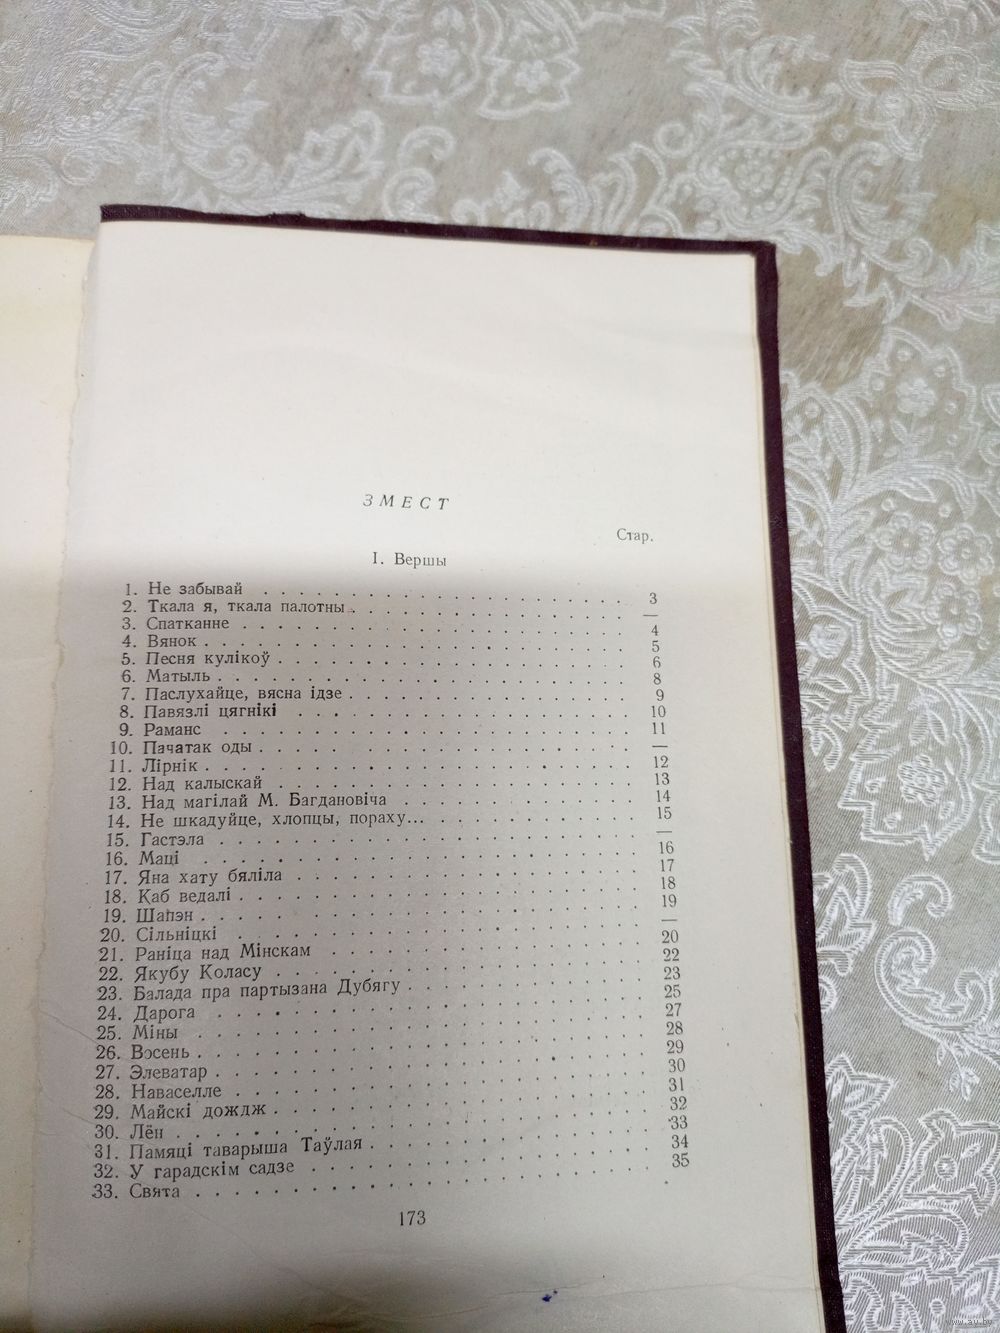 ЗМЕСТ
Стар.
I. Вершы
1. Не забывай . . . . . . . . . . 3
2. Ткала я, ткала палотны . . . . . . . . . . —
3. Спатканне . . . . . . . . . . 4
4. Вянок . . . . . . . . . . 5
5. Песня кулікоў . . . . . . . . . . 6
6. Матыль . . . . . . . . . . 8
7. Паслухайце, вясна ідзе . . . . . . . . . . 9
8. Павязлі цягнікі . . . . . . . . . . 10
9. Раманс . . . . . . . . . . 11
10. Пачатак оды . . . . . . . . . . —
11. Лірнік . . . . . . . . . . 12
12. Над калыскай . . . . . . . . . . 13
13. Над магілай М. Багдановіча . . . . . . . . . . 14
14. Не шкадуйце, хлопцы, пораху... . . . . . . . . . . 15
15. Гастэла . . . . . . . . . . —
16. Маці . . . . . . . . . . 16
17. Яна хату бяліла . . . . . . . . . . 17
18. Каб ведалі . . . . . . . . . . 18
19. Шапэн . . . . . . . . . . 19
20. Сільніцкі . . . . . . . . . . —
21. Раніца над Мінскам . . . . . . . . . . 20
22. Якубу Коласу . . . . . . . . . . 22
23. Балада пра партызана Дубягу . . . . . . . . . . 23
24. Дарога . . . . . . . . . . 25
25. Міны . . . . . . . . . . 27
26. Восень . . . . . . . . . . 28
27. Элеватар . . . . . . . . . . 29
28. Наваселле . . . . . . . . . . 30
29. Майскі дождж . . . . . . . . . . 31
30. Лён . . . . . . . . . . 32
31. Памяці таварыша Таўлая . . . . . . . . . . 33
32. У гарадскім садзе . . . . . . . . . . 34
33. Свята . . . . . . . . . . 35
173
www.ay.by